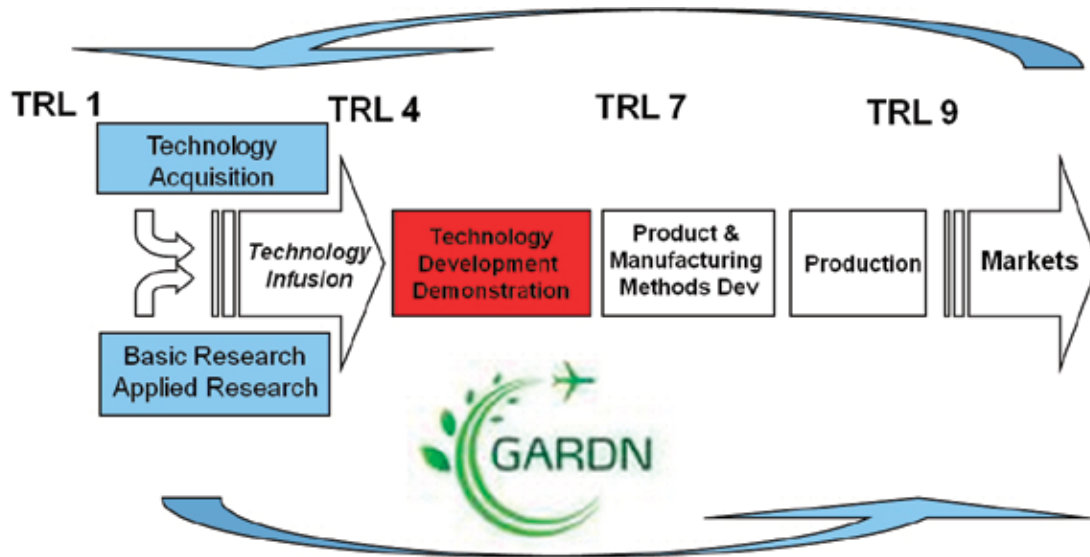 TRL 1
TRL 4
TRL 7
TRL 9
Technology
Acquisition
Technology
Infusion
Technology
Development
Demonstration
Product &
Manufacturing
Methods Dev
Production
Markets
Basic Research
Applied Research
GARDN